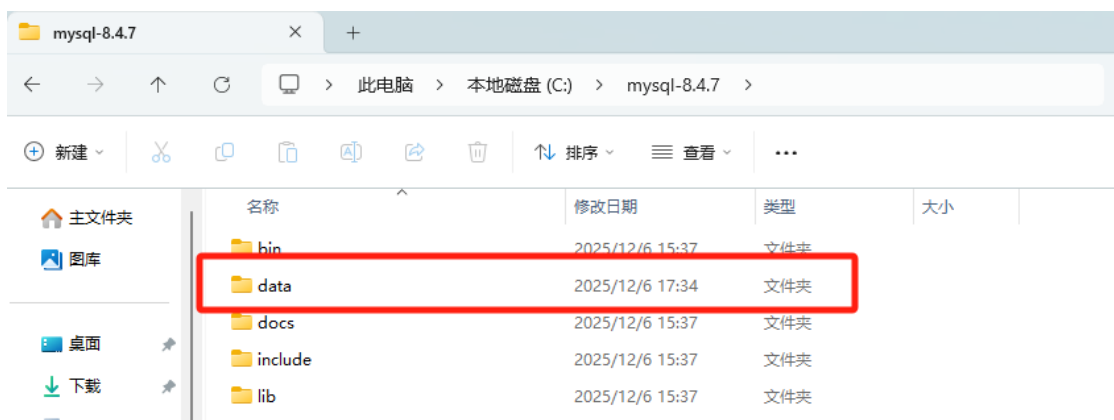 mysql-8.4.7
此电脑 > 本地磁盘 (C:) > mysql-8.4.7 >
新建 排序 查看 ...
名称 修改日期 类型 大小
主文件夹
图库
桌面
下载
bin 2025/12/6 15:37 文件夹
data 2025/12/6 17:34 文件夹
docs 2025/12/6 15:37 文件夹
include 2025/12/6 15:37 文件夹
lib 2025/12/6 15:37 文件夹